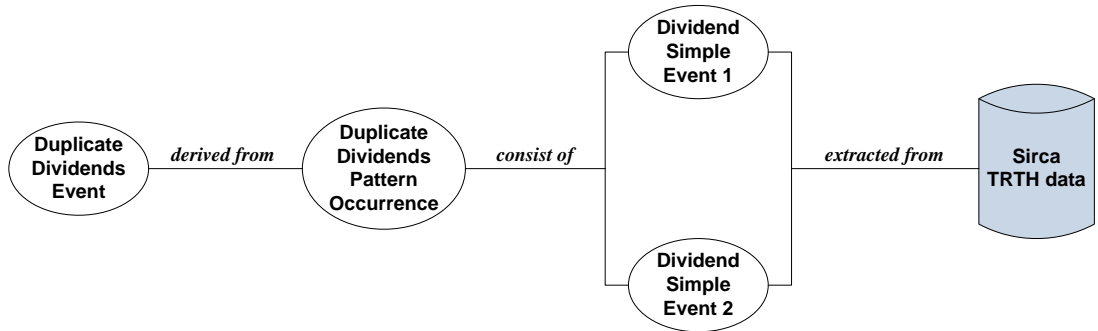 Duplicate
Dividends
Event
derived from
Duplicate
Dividends
Pattern
Occurrence
consist of
Dividend
Simple
Event 1
Dividend
Simple
Event 2
extracted from
Sirca
TRTH data